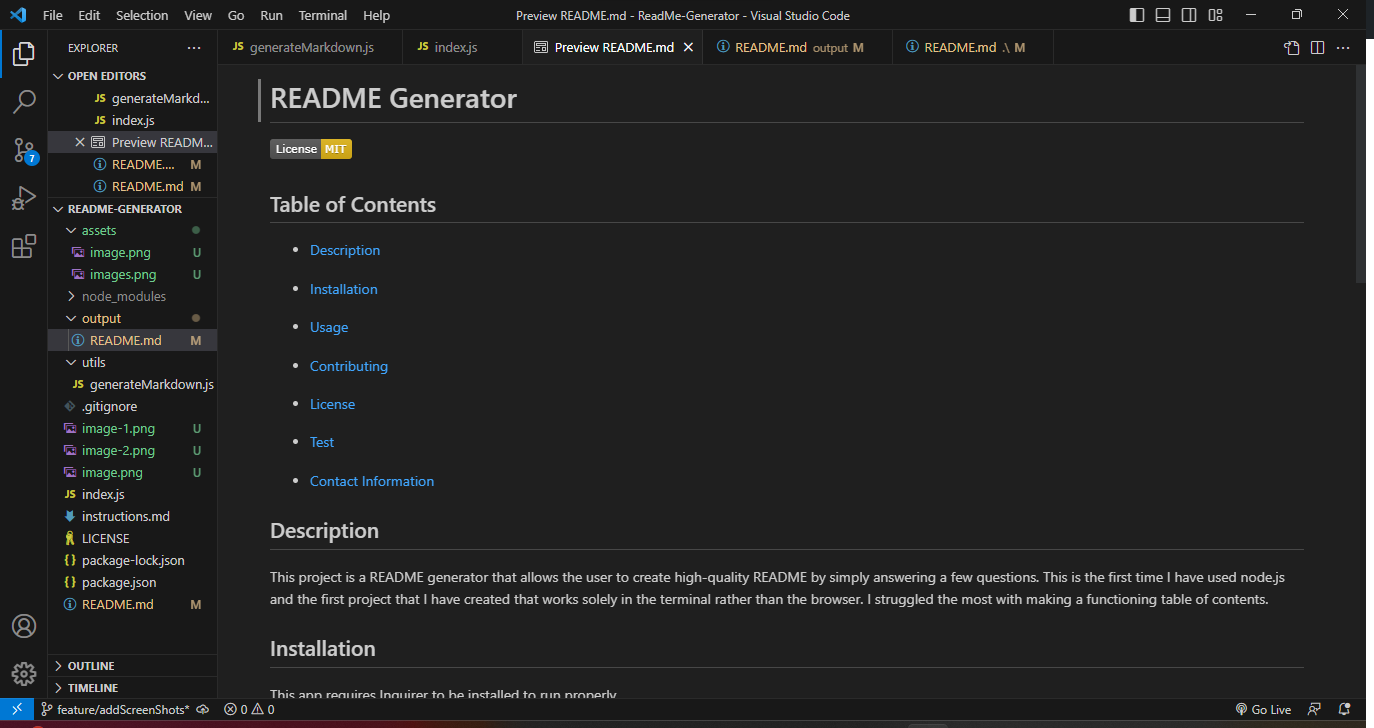 File Edit Selection View Go Run Terminal Help
Preview README.md - ReadMe-Generator - Visual Studio Code
EXPLORER
OPEN EDITORS
JS generateMarkd...
JS index.js
Preview READM...
README.... M
README.md M
README-GENERATOR
assets
image.png U
images.png U
node_modules
output
README.md M
utils
JS generateMarkdown.js
.gitignore
image-1.png U
image-2.png U
image.png U
JS index.js
instructions.md
LICENSE
{} package-lock.json
{} package.json
README.md M
OUTLINE
TIMELINE
7
JS generateMarkdown.js
JS index.js
Preview README.md
README.md output M
README.md .\ M
README Generator
License MIT
Table of Contents
Description
Installation
Usage
Contributing
License
Test
Contact Information
Description
This project is a README generator that allows the user to create high-quality README by simply answering a few questions. This is the first time I have used node.js
and the first project that I have created that works solely in the terminal rather than the browser. I struggled the most with making a functioning table of contents.
Installation
This app requires Inquirer to be installed to run properly
feature/addScreenShots* 0 0
Go Live